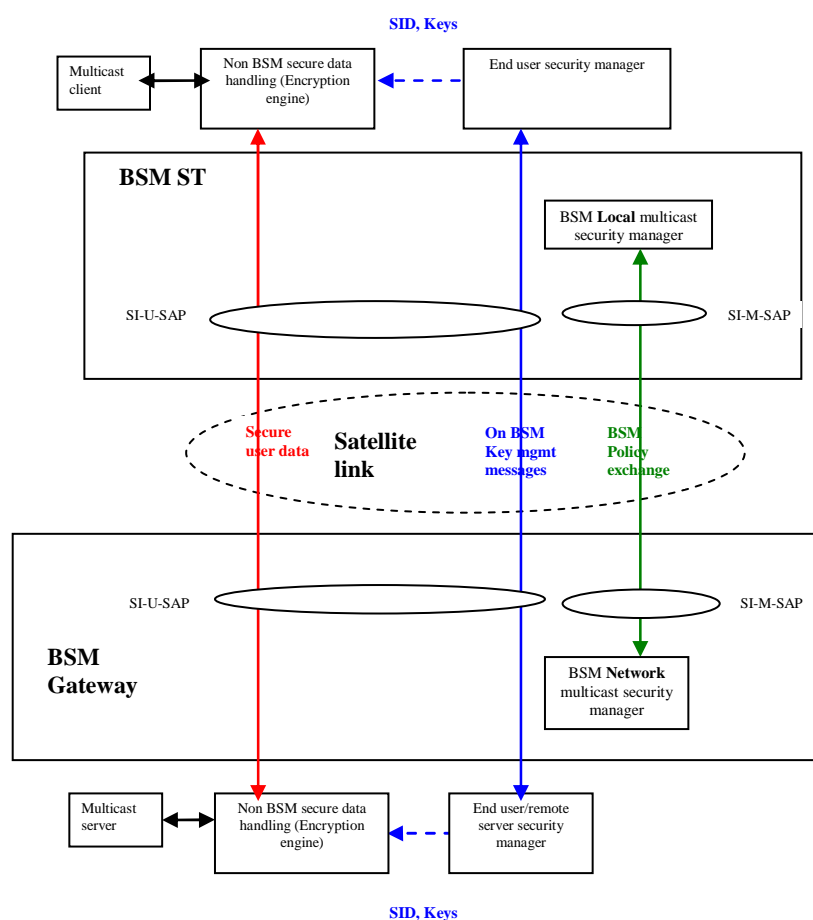 SID, Keys
Multicast
client
Non BSM secure data
handling (Encryption
engine)
End user security manager
BSM ST
BSM Local multicast
security manager
SI-U-SAP
SI-M-SAP
Secure
user data
Satellite
link
On BSM
Key mgmt
messages
BSM
Policy
exchange
SI-U-SAP
SI-M-SAP
BSM
Gateway
BSM Network
multicast security
manager
Multicast
server
Non BSM secure data
handling (Encryption
engine)
End user/remote
server security
manager
SID, Keys